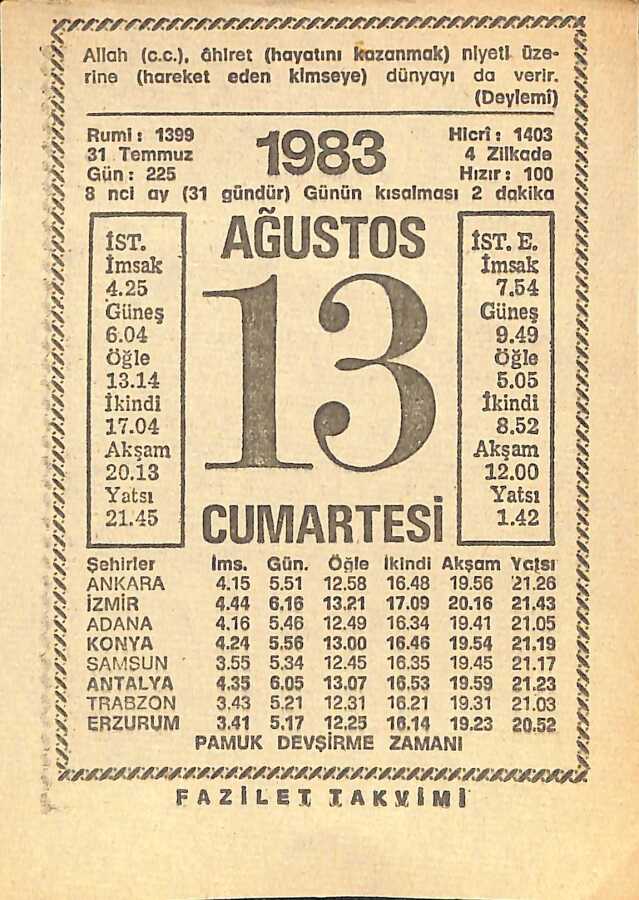 Allah (c.c.), âhiret (hayatını kazanmak) niyeti üze-
rine (hareket eden kimseye) dünyayı da verir.
(Deylemî)
Rumi: 1399
31 Temmuz
Gün: 225
1983
Hicrî: 1403
4 Zilkade
Hızır: 100
8 nci ay (31 gündür) Günün kısalması 2 dakika
AĞUSTOS
13
CUMARTESİ
İST.
İmsak
4.25
Güneş
6.04
Öğle
13.14
İkindi
17.04
Akşam
20.13
Yatsı
21.45
İST. E.
İmsak
7.54
Güneş
9.49
Öğle
5.05
İkindi
8.52
Akşam
12.00
Yatsı
1.42
Şehirler İms. Gün. Öğle İkindi Akşam Yatsı
ANKARA 4.15 5.51 12.58 16.48 19.56 21.26
İZMİR 4.44 6.16 13.21 17.09 20.16 21.43
ADANA 4.16 5.46 12.49 16.34 19.41 21.05
KONYA 4.24 5.56 13.00 16.46 19.54 21.19
SAMSUN 3.55 5.34 12.45 16.35 19.45 21.17
ANTALYA 4.35 6.05 13.07 16.53 19.59 21.23
TRABZON 3.43 5.21 12.31 16.21 19.31 21.03
ERZURUM 3.41 5.17 12.25 16.14 19.23 20.52
PAMUK DEVŞİRME ZAMANI
FAZİLET TAKVİMİ